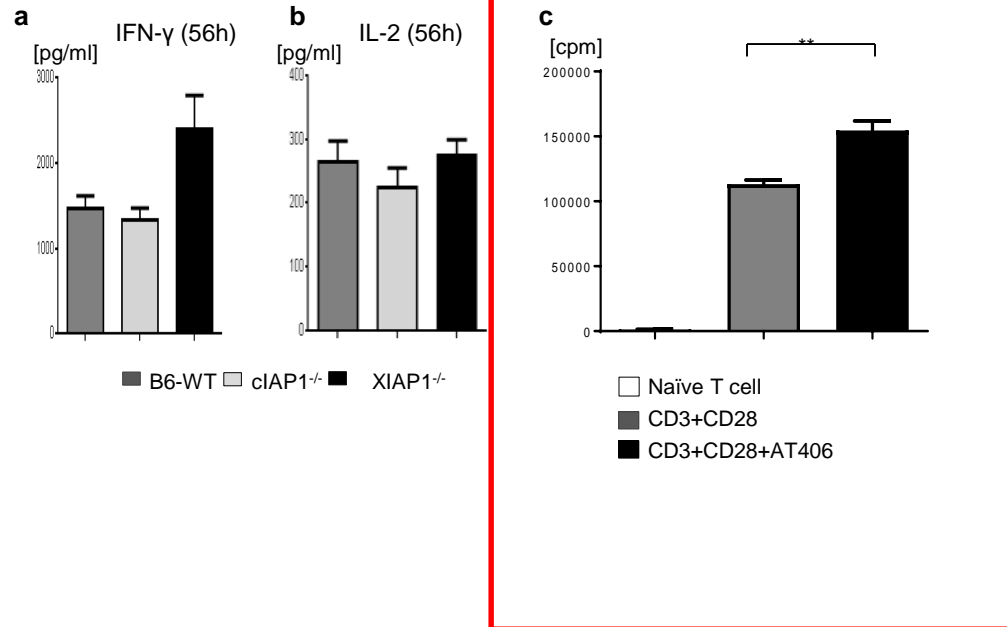 a
IFN-γ (56h)
[pg/ml]
3000
2000
1000
0
b
IL-2 (56h)
[pg/ml]
400
300
200
100
0
B6-WT cIAP1-/- XIAP1-/-
c
[cpm]
**
200000
150000
100000
50000
0
Naïve T cell
CD3+CD28
CD3+CD28+AT406